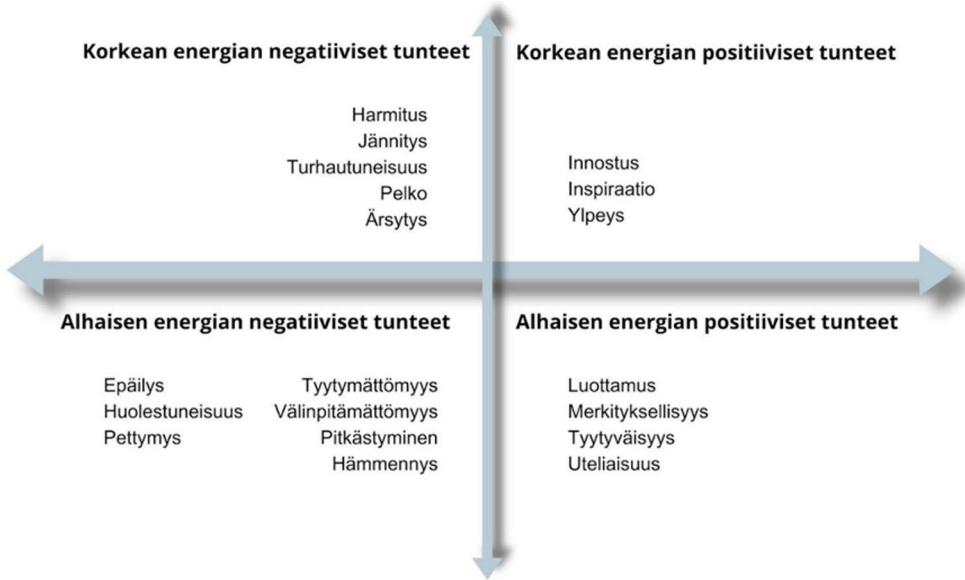 Korkean energian negatiiviset tunteet
Harmitus
Jännitys
Turhautuneisuus
Pelko
Ärsytys
Korkean energian positiiviset tunteet
Innostus
Inspiraatio
Ylpeys
Alhaisen energian negatiiviset tunteet
Epäilys
Huolestuneisuus
Pettymys
Tyytymättömyys
Välinpitämättömyys
Pitkästyminen
Hämmennys
Alhaisen energian positiiviset tunteet
Luottamus
Merkityksellisyys
Tyytyväisyys
Uteliaisuus